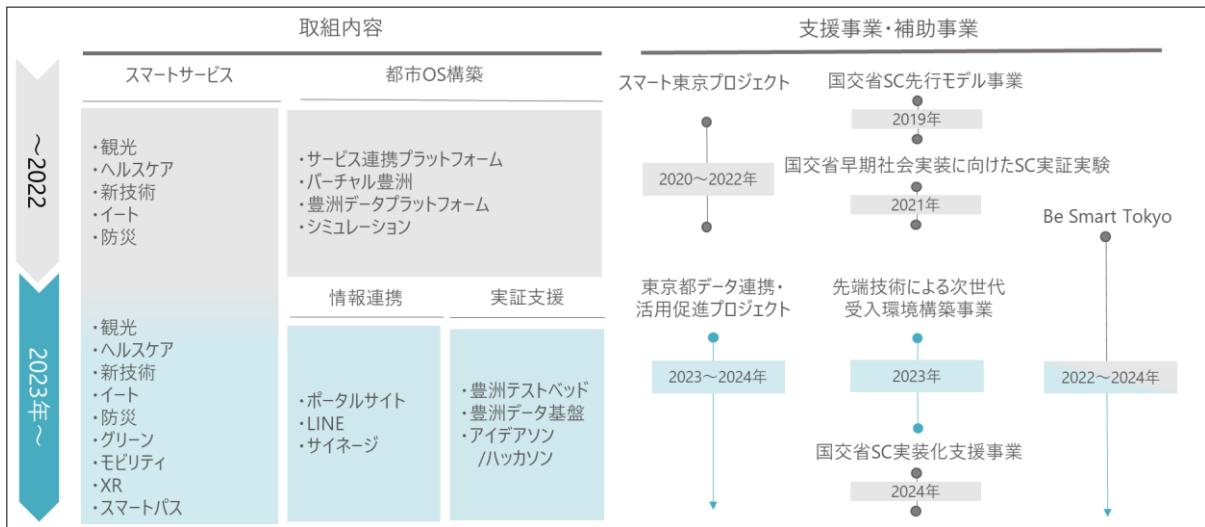 取組内容
支援事業・補助事業
スマートサービス
都市OS構築
～2022
・観光
・ヘルスケア
・新技術
・イート
・防災
・サービス連携プラットフォーム
・バーチャル豊洲
・豊洲データプラットフォーム
・シミュレーション
2023年～
・観光
・ヘルスケア
・新技術
・イート
・防災
・グリーン
・モビリティ
・XR
・スマートパス
情報連携
・ポータルサイト
・LINE
・サイネージ
実証支援
・豊洲テストベッド
・豊洲データ基盤
・アイデアソン
/ハッカソン
スマート東京プロジェクト
2020～2022年
東京都データ連携・
活用促進プロジェクト
2023～2024年
国交省SC先行モデル事業
2019年
国交省早期社会実装に向けたSC実証実験
2021年
先端技術による次世代
受入環境構築事業
2023年
国交省SC実装化支援事業
2024年
Be Smart Tokyo
2022～2024年